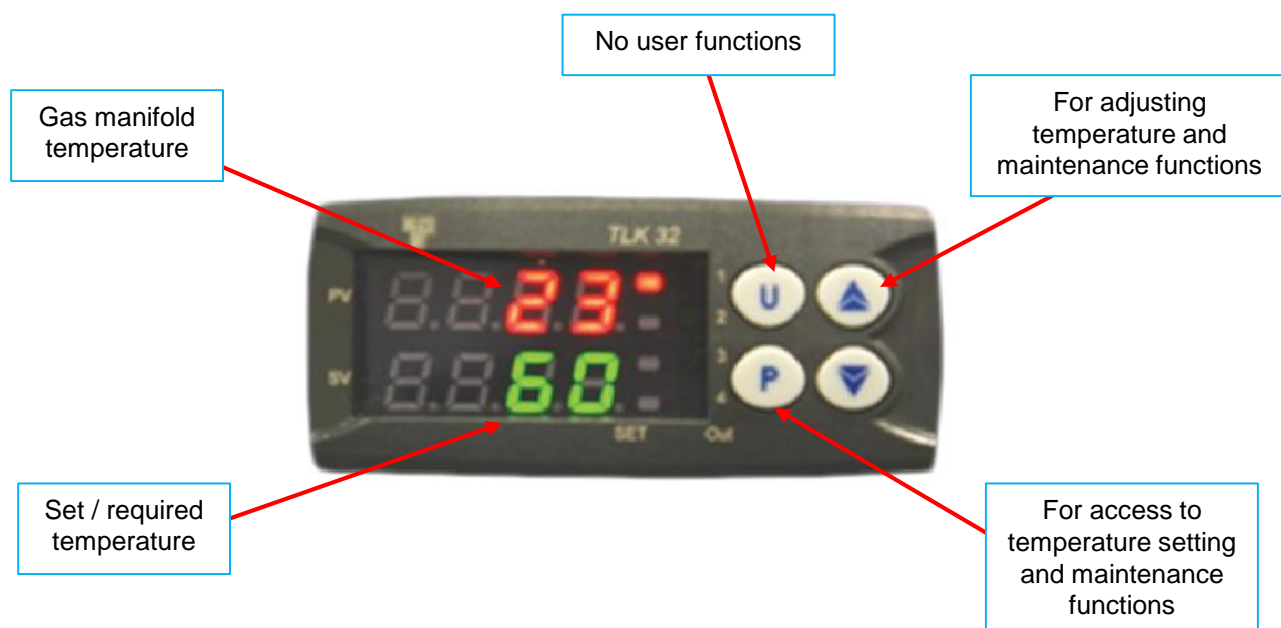 No user functions
Gas manifold
temperature
For adjusting
temperature and
maintenance functions
TLK 32
PV
23
1
2
U
SV
60
3
4
P
SET
Out
Set / required
temperature
For access to
temperature setting
and maintenance
functions